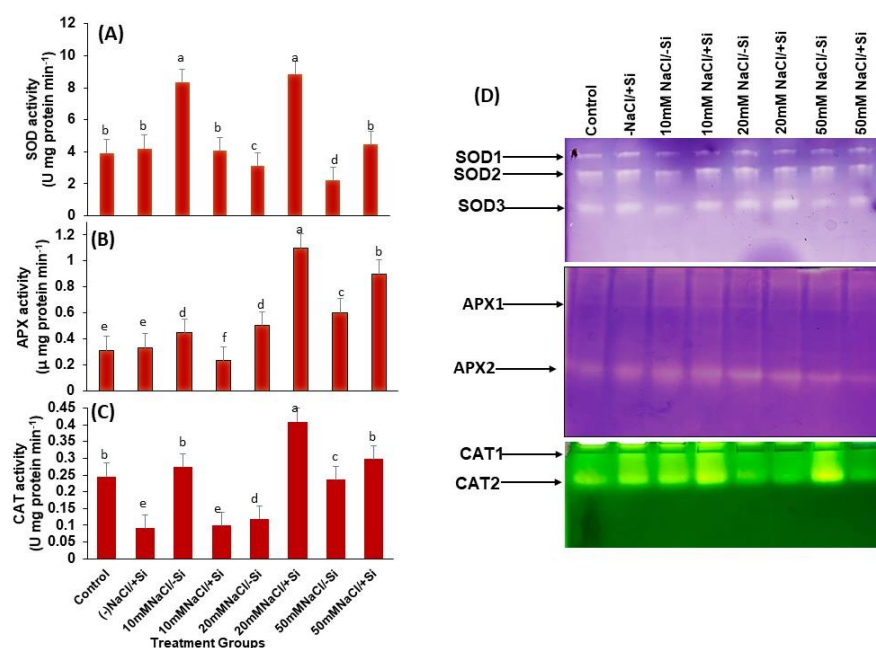 (A)
SOD activity
(U mg protein min⁻¹)
12
10
8
6
4
2
0
b
b
a
b
c
a
d
b
(B)
APX activity
(µ mg protein min⁻¹)
1.2
1
0.8
0.6
0.4
0.2
0
e
e
d
f
d
a
c
b
(C)
CAT activity
(U mg protein min⁻¹)
0.45
0.4
0.35
0.3
0.25
0.2
0.15
0.1
0.05
0
b
e
b
e
d
a
c
b
Control
(-)NaCl/+Si
10mMNaCl/-Si
10mMNaCl/+Si
20mMNaCl/-Si
20mMNaCl/+Si
50mMNaCl/-Si
50mMNaCl/+Si
Treatment Groups
(D)
Control
-NaCl/+Si
10mM NaCl/-Si
10mM NaCl/+Si
20mM NaCl/-Si
20mM NaCl/+Si
50mM NaCl/-Si
50mM NaCl/+Si
SOD1
SOD2
SOD3
APX1
APX2
CAT1
CAT2